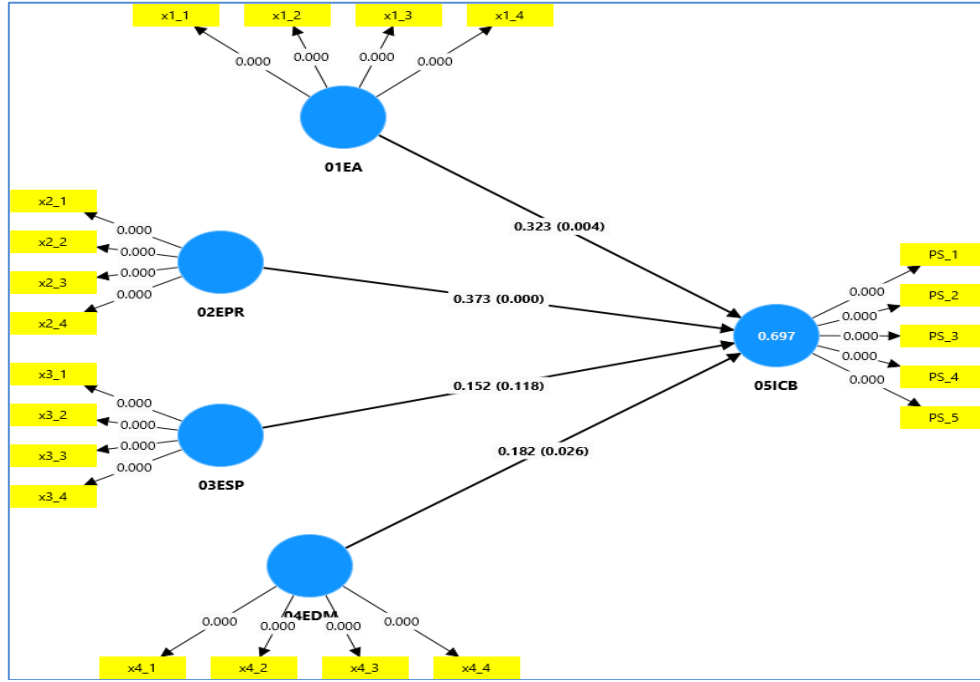 x1_1 x1_2 x1_3 x1_4
0.000 0.000 0.000 0.000
01EA
x2_1
x2_2
x2_3
x2_4
0.000
0.000
0.000
0.000
02EPR
x3_1
x3_2
x3_3
x3_4
0.000
0.000
0.000
0.000
03ESP
04EDM
0.000 0.000 0.000 0.000
x4_1 x4_2 x4_3 x4_4
0.323 (0.004)
0.373 (0.000)
0.152 (0.118)
0.182 (0.026)
0.697
05ICB
0.000
0.000
0.000
0.000
0.000
PS_1
PS_2
PS_3
PS_4
PS_5